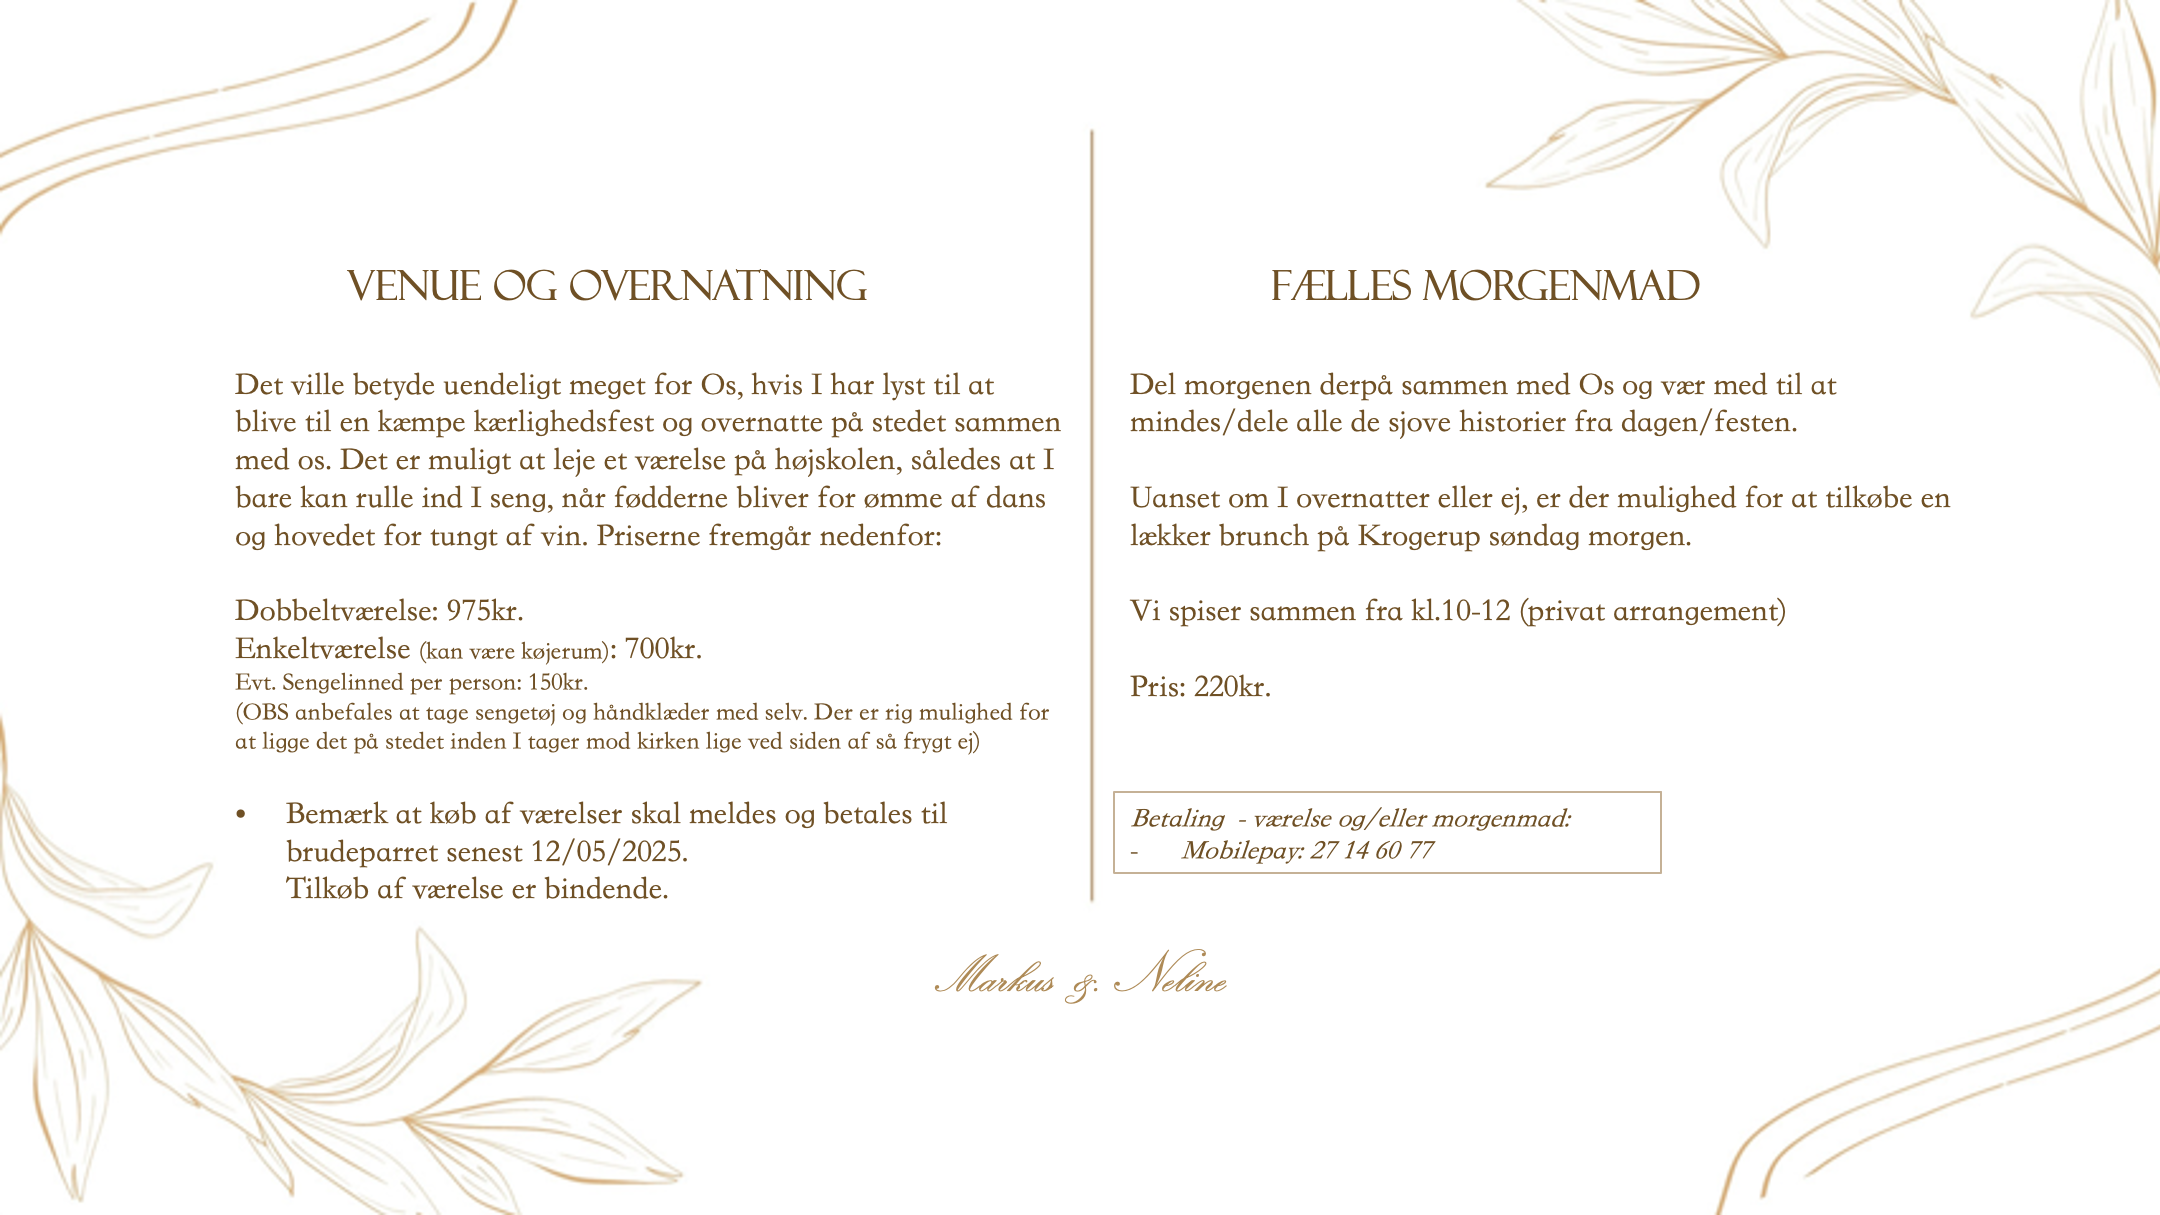 VENUE OG OVERNATNING
Det ville betyde uendeligt meget for Os, hvis I har lyst til at
blive til en kæmpe kærlighedsfest og overnatte på stedet sammen
med os. Det er muligt at leje et værelse på højskolen, således at I
bare kan rulle ind I seng, når fødderne bliver for ømme af dans
og hovedet for tungt af vin. Priserne fremgår nedenfor:
Dobbeltværelse: 975kr.
Enkeltværelse (kan være køjerum): 700kr.
Evt. Sengelinned per person: 150kr.
(OBS anbefales at tage sengetøj og håndklæder med selv. Der er rig mulighed for
at ligge det på stedet inden I tager mod kirken lige ved siden af så frygt ej)
• Bemærk at køb af værelser skal meldes og betales til
brudeparret senest 12/05/2025.
Tilkøb af værelse er bindende.
FÆLLES MORGENMAD
Del morgenen derpå sammen med Os og vær med til at
mindes/dele alle de sjove historier fra dagen/festen.
Uanset om I overnatter eller ej, er der mulighed for at tilkøbe en
lækker brunch på Krogerup søndag morgen.
Vi spiser sammen fra kl.10-12 (privat arrangement)
Pris: 220kr.
Betaling - værelse og/eller morgenmad:
- Mobilepay: 27 14 60 77
Markus & Neline